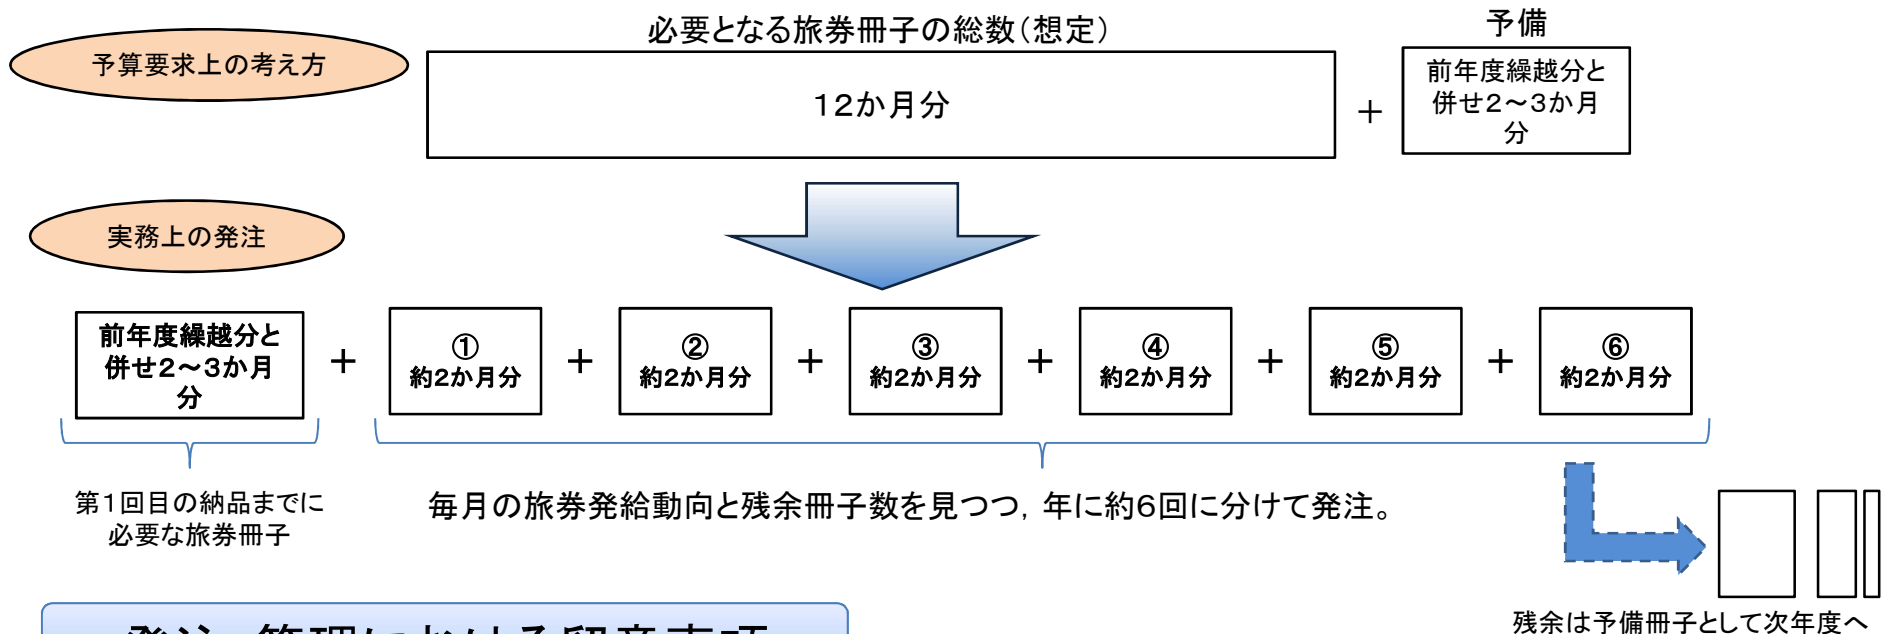 必要となる旅券冊子の総数（想定）
予備
予算要求上の考え方
１２か月分
＋
前年度繰越分と
併せ２～３か月
分
実務上の発注
前年度繰越分と
併せ２～３か月
分
＋
①
約２か月分
＋
②
約２か月分
＋
③
約２か月分
＋
④
約２か月分
＋
⑤
約２か月分
＋
⑥
約２か月分
第１回目の納品までに
必要な旅券冊子
毎月の旅券発給動向と残余冊子数を見つつ，年に約６回に分けて発注。
残余は予備冊子として次年度へ